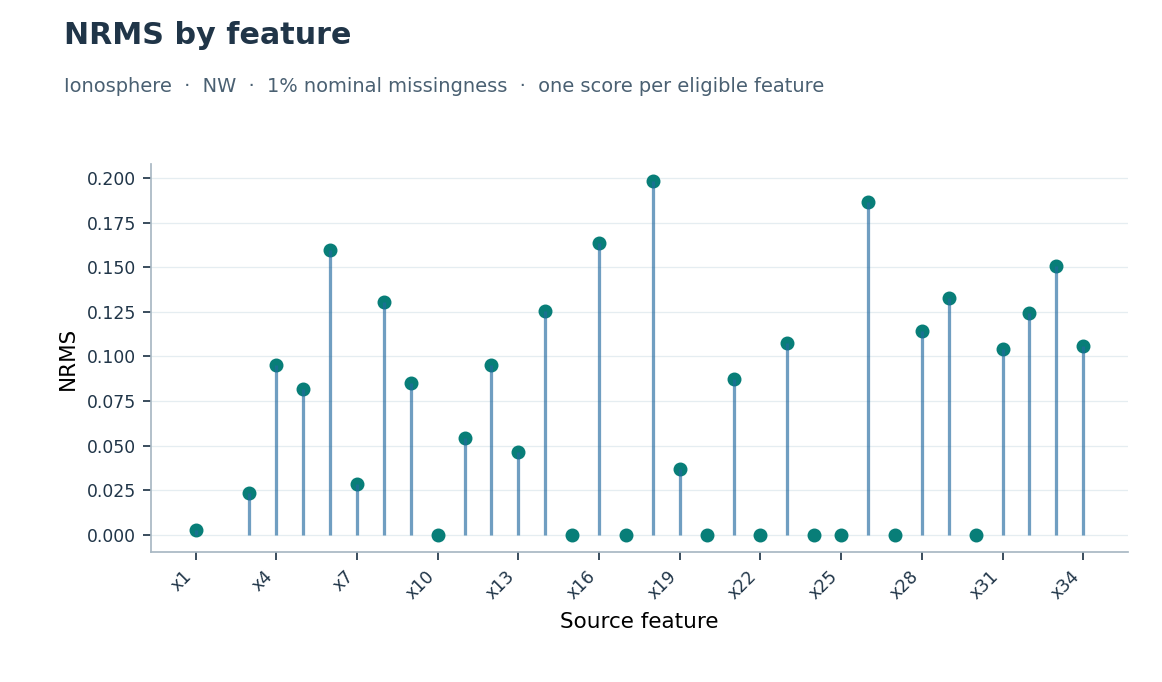 NRMS by feature
Ionosphere · NW · 1% nominal missingness · one score per eligible feature
NRMS
0.200
0.175
0.150
0.125
0.100
0.075
0.050
0.025
0.000
x1 x4 x7 x10 x13 x16 x19 x22 x25 x28 x31 x34
Source feature